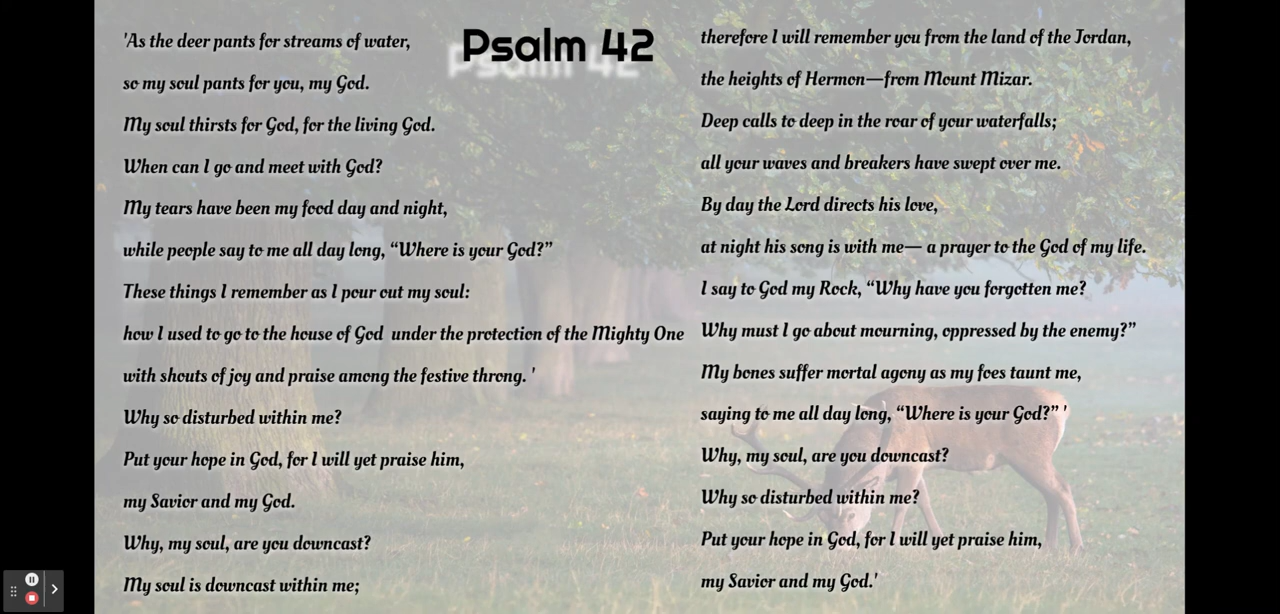 Psalm 42
'As the deer pants for streams of water,
so my soul pants for you, my God.
My soul thirsts for God, for the living God.
When can I go and meet with God?
My tears have been my food day and night,
while people say to me all day long, “Where is your God?”
These things I remember as I pour out my soul:
how I used to go to the house of God under the protection of the Mighty One
with shouts of joy and praise among the festive throng. '
Why so disturbed within me?
Put your hope in God, for I will yet praise him,
my Savior and my God.
Why, my soul, are you downcast?
My soul is downcast within me;
therefore I will remember you from the land of the Jordan,
the heights of Hermon—from Mount Mizar.
Deep calls to deep in the roar of your waterfalls;
all your waves and breakers have swept over me.
By day the Lord directs his love,
at night his song is with me— a prayer to the God of my life.
I say to God my Rock, “Why have you forgotten me?
Why must I go about mourning, oppressed by the enemy?”
My bones suffer mortal agony as my foes taunt me,
saying to me all day long, “Where is your God?” '
Why, my soul, are you downcast?
Why so disturbed within me?
Put your hope in God, for I will yet praise him,
my Savior and my God.'